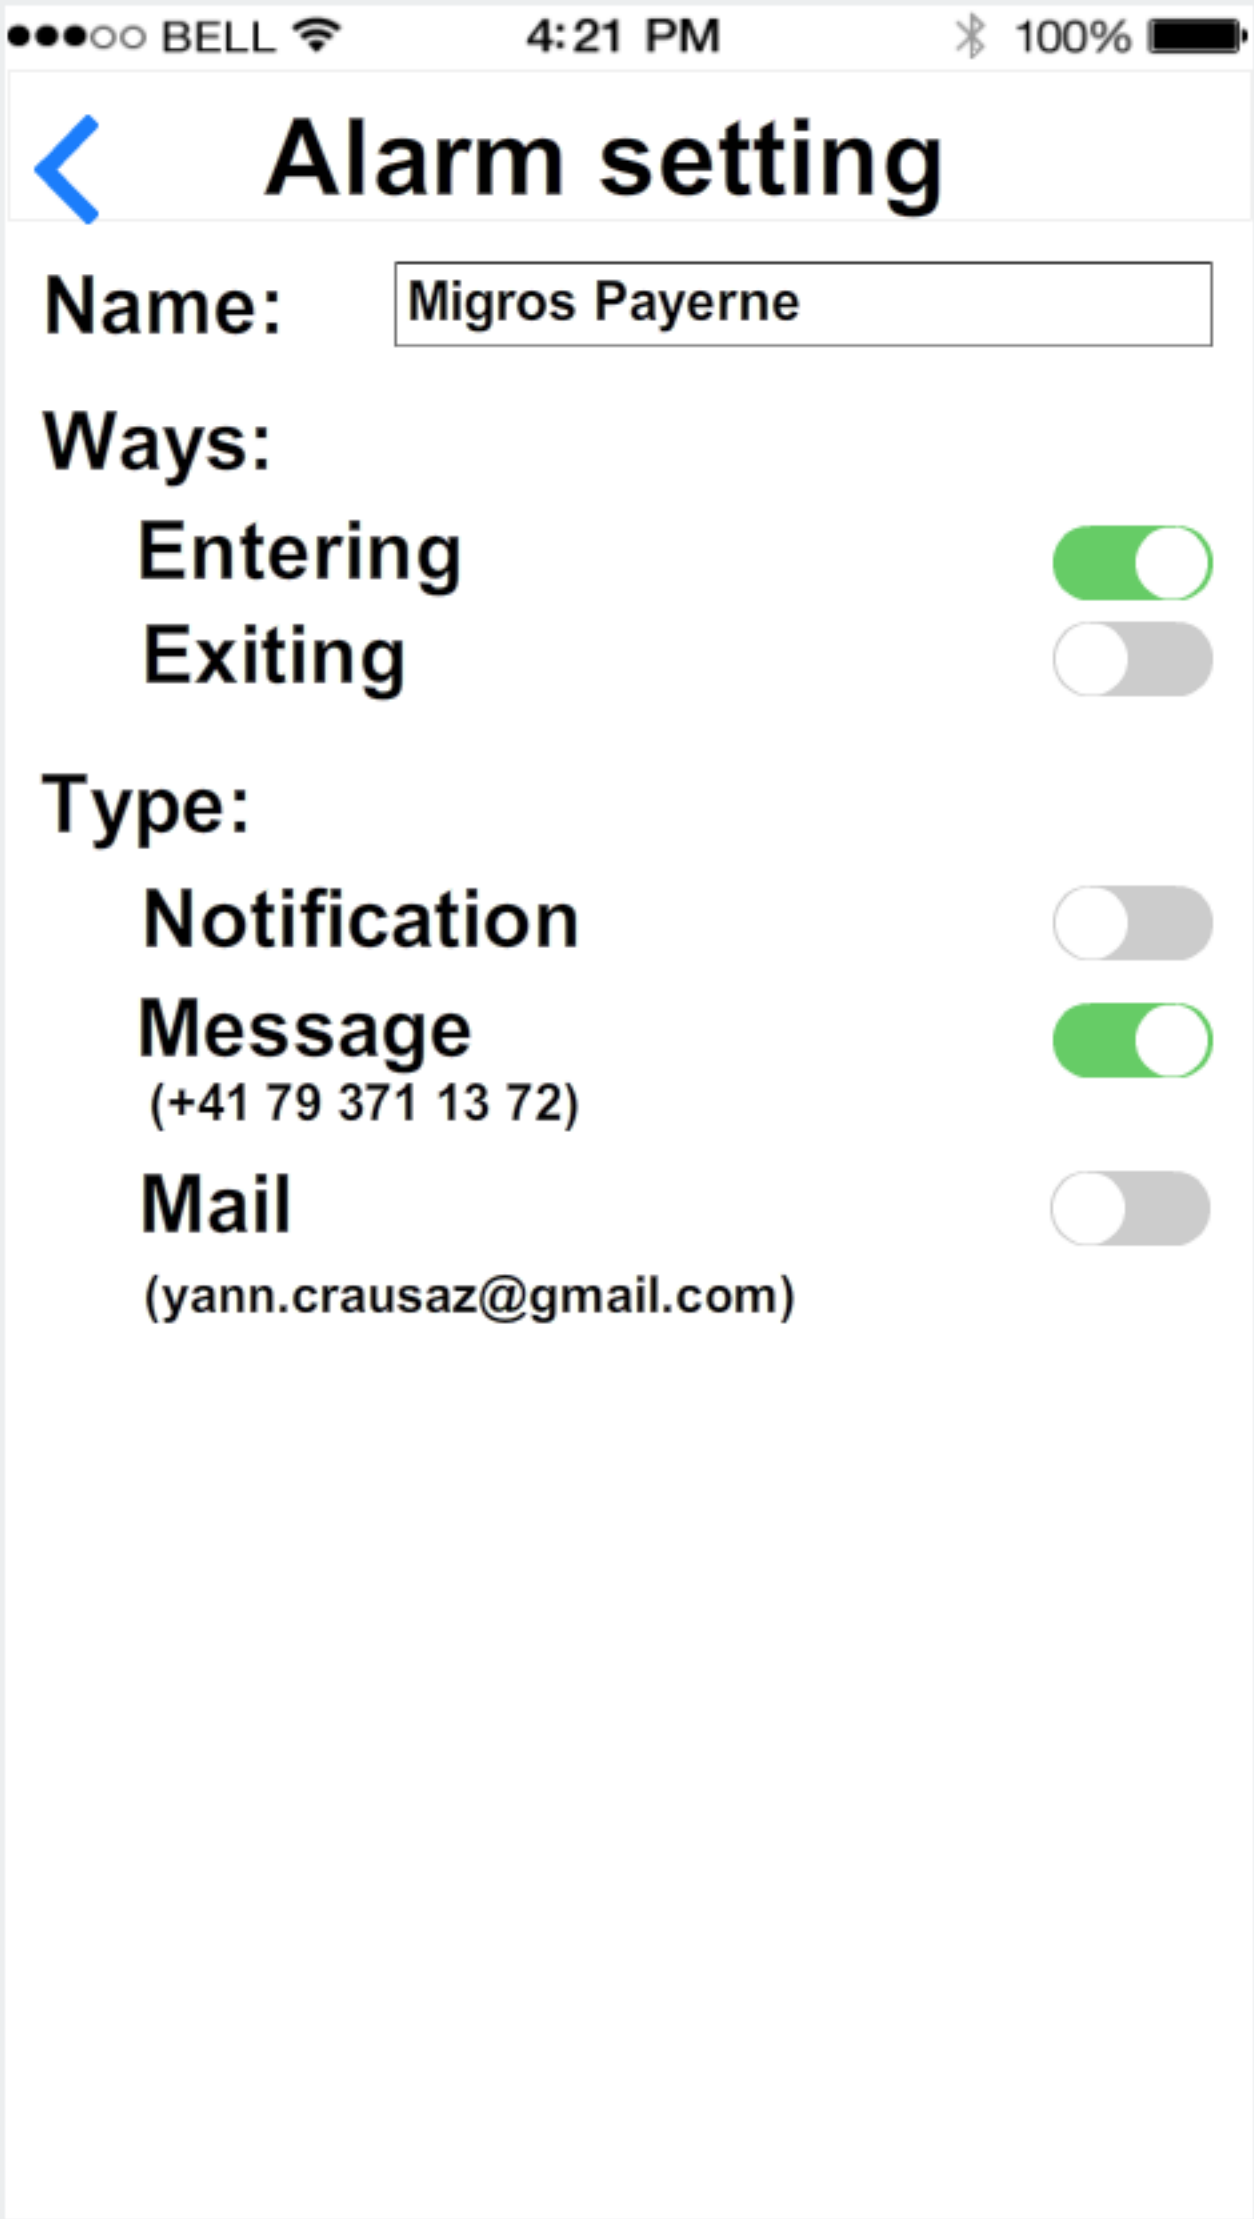 BELL 4:21 PM 100%
Alarm setting
Name: Migros Payerne
Ways:
Entering
Exiting
Type:
Notification
Message
(+41 79 371 13 72)
Mail
(yann.crausaz@gmail.com)